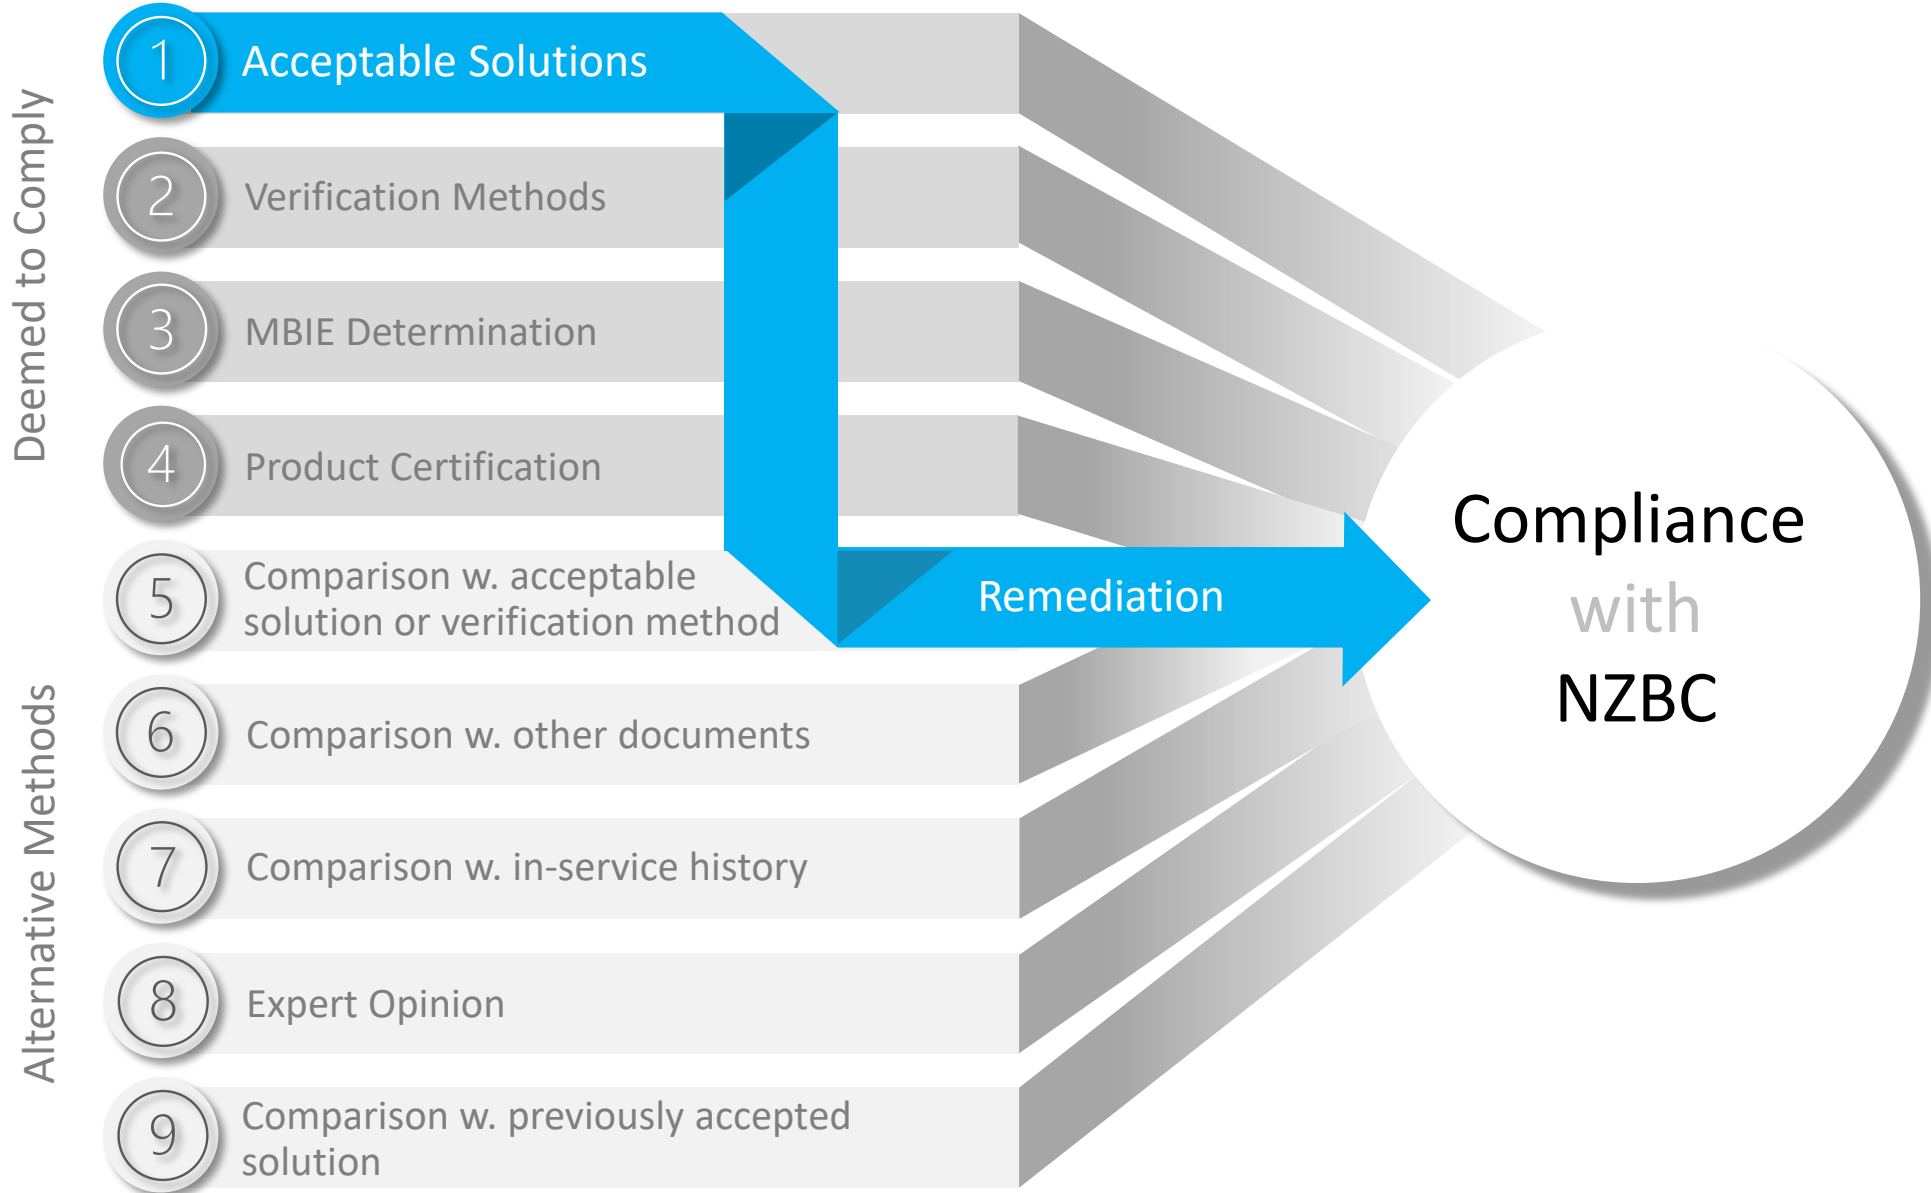 Deemed to Comply
1
Acceptable Solutions
2
Verification Methods
3
MBIE Determination
4
Product Certification
Alternative Methods
5
Comparison w. acceptable
solution or verification method
6
Comparison w. other documents
7
Comparison w. in-service history
8
Expert Opinion
9
Comparison w. previously accepted
solution
Remediation
Compliance
with
NZBC